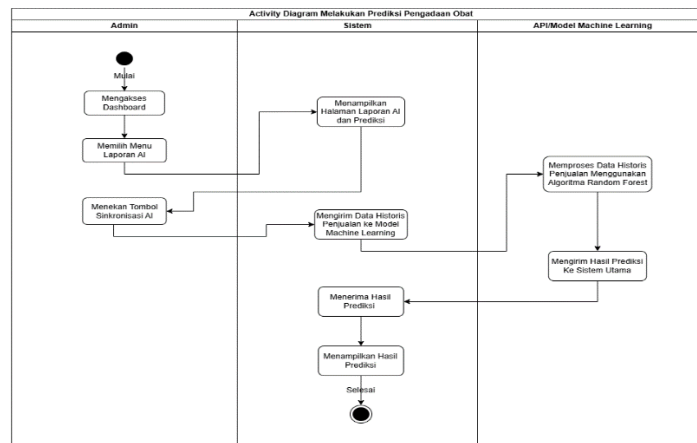 Activity Diagram Melakukan Prediksi Pengadaan Obat
Admin
Sistem
API/Model Machine Learning
Mulai
Mengakses
Dashboard
Memilih Menu
Laporan AI
Menampilkan
Halaman Laporan AI
dan Prediksi
Menekan Tombol
Sinkronisasi AI
Mengirim Data Historis
Penjualan ke Model
Machine Learning
Memproses Data Historis
Penjualan Menggunakan
Algoritma Random Forest
Mengirim Hasil Prediksi
Ke Sistem Utama
Menerima Hasil
Prediksi
Menampilkan Hasil
Prediksi
Selesai